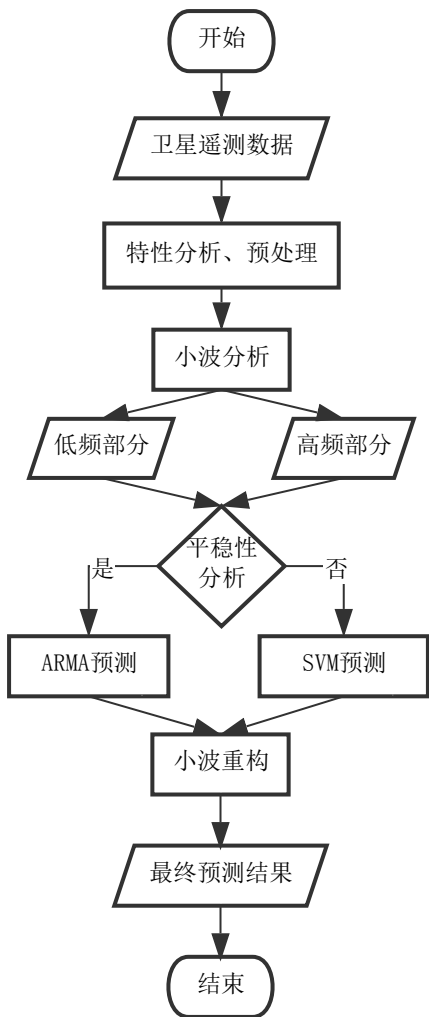 开始
卫星遥测数据
特性分析、预处理
小波分析
低频部分
高频部分
平稳性
分析
是
否
ARMA预测
SVM预测
小波重构
最终预测结果
结束